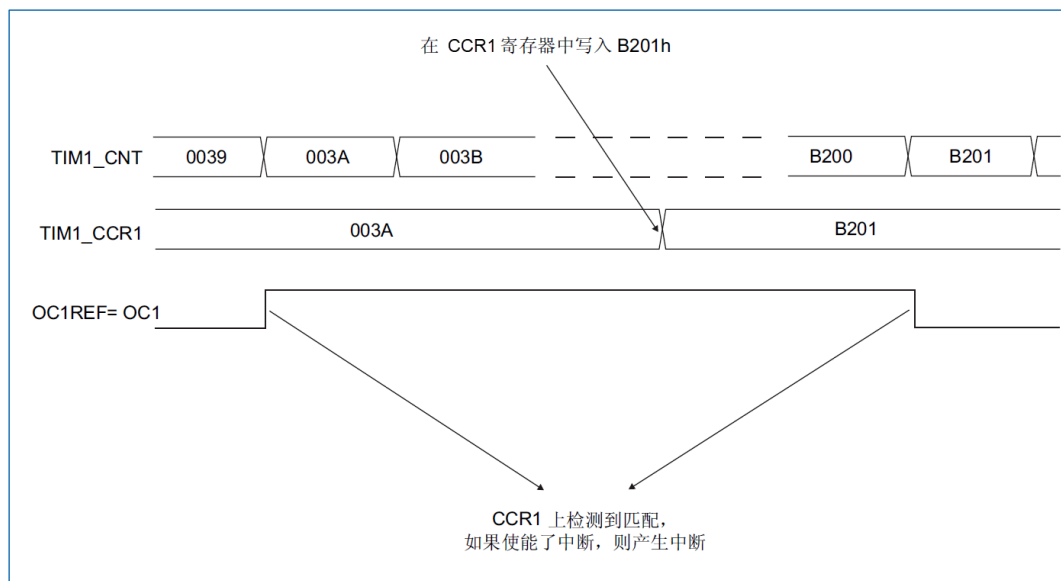 在 CCR1 寄存器中写入 B201h
TIM1_CNT 0039 003A 003B B200 B201
TIM1_CCR1 003A B201
OC1REF= OC1
CCR1 上检测到匹配，
如果使能了中断，则产生中断